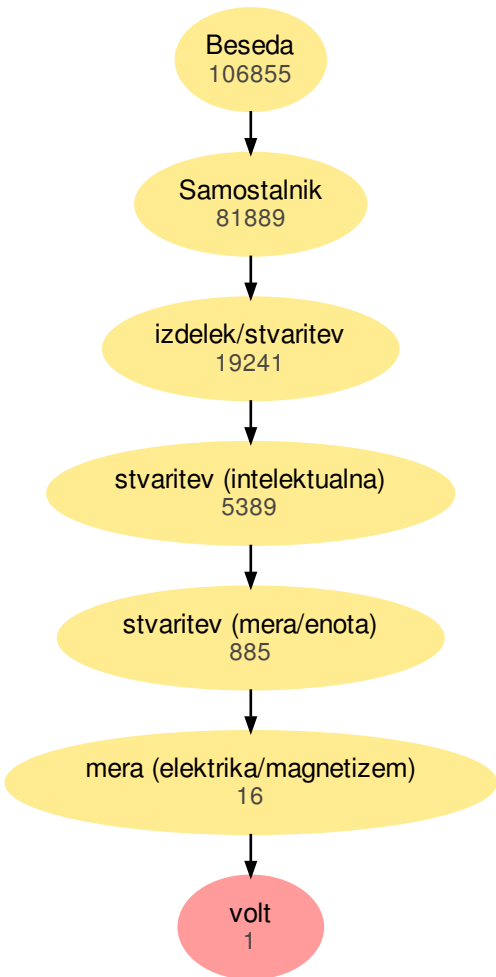 Beseda
106855
Samostalnik
81889
izdelek/stvaritev
19241
stvaritev (intelektualna)
5389
stvaritev (mera/enota)
885
mera (elektrika/magnetizem)
16
volt
1